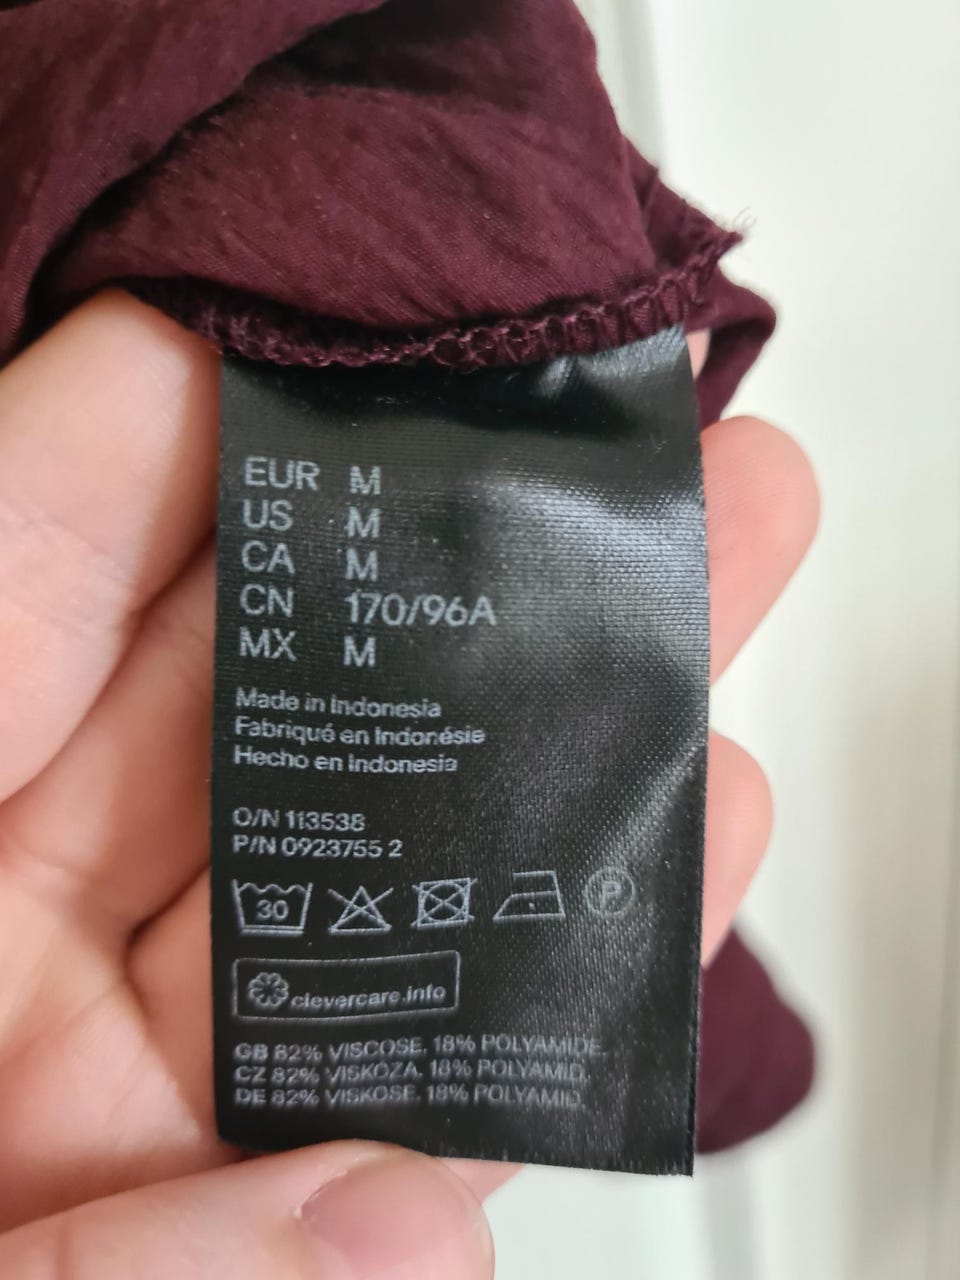 EUR M
US M
CA M
CN 170/96A
MX M
Made in Indonesia
Fabriqué en Indonésie
Hecho en Indonesia
O/N 113538
P/N 0923755 2
30 P
clevercare.info
GB 82% VISCOSE. 18% POLYAMIDE.
CZ 82% VISKOZA. 18% POLYAMID.
DE 82% VISKOSE. 18% POLYAMID.